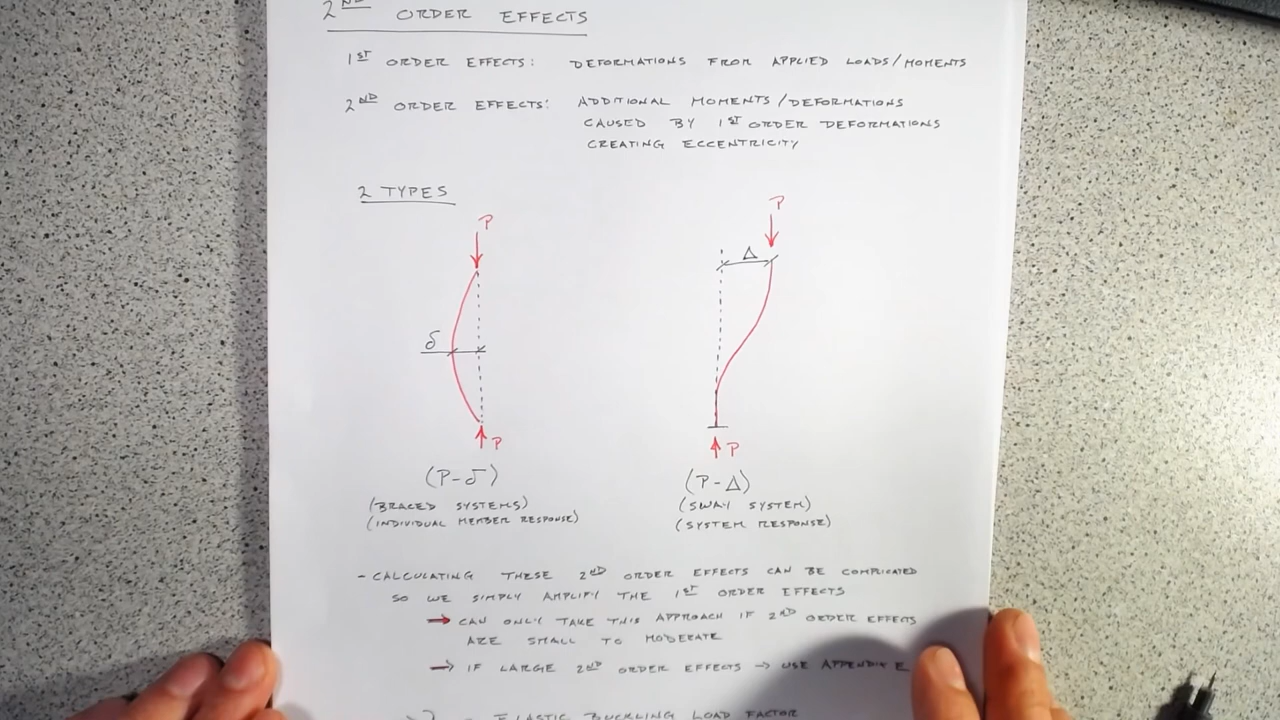 2ND ORDER EFFECTS
1ST ORDER EFFECTS: DEFORMATIONS FROM APPLIED LOADS/MOMENTS
2ND ORDER EFFECTS: ADDITIONAL MOMENTS/DEFORMATIONS
CAUSED BY 1ST ORDER DEFORMATIONS
CREATING ECCENTRICITY
2 TYPES
P
P
Δ
δ
P
P
(P-δ)
(P-Δ)
(BRACED SYSTEMS)
(SWAY SYSTEM)
(INDIVIDUAL MEMBER RESPONSE)
(SYSTEM RESPONSE)
- CALCULATING THESE 2ND ORDER EFFECTS CAN BE COMPLICATED
SO WE SIMPLY AMPLIFY THE 1ST ORDER EFFECTS
→ CAN ONLY TAKE THIS APPROACH IF 2ND ORDER EFFECTS
ARE SMALL TO MODERATE
→ IF LARGE 2ND ORDER EFFECTS → USE APPENDIX E
ELASTIC BUCKLING LOAD FACTOR